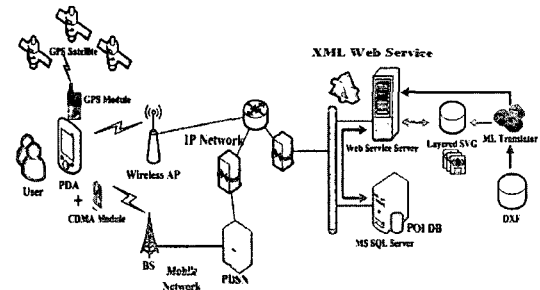 GPS Satellite
XML Web Service
GPS Module
IP Network
Web Service Server
Layered SVG
ML Translator
User
PDA
Wireless AP
+
CDMA Module
POI DB
MS SQL Server
DXF
BS
Mobile
Network
PDSN